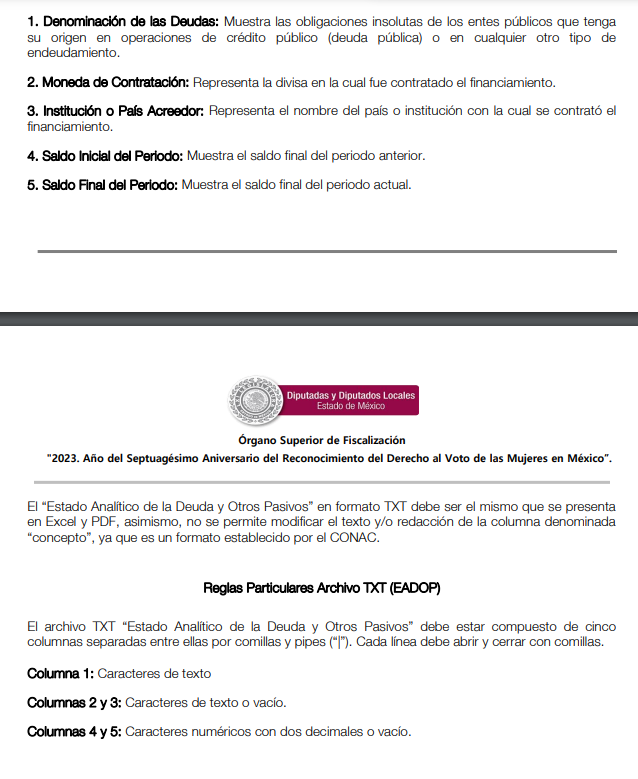 1. Denominación de las Deudas: Muestra las obligaciones insolutas de los entes públicos que tenga
su origen en operaciones de crédito público (deuda pública) o en cualquier otro tipo de
endeudamiento.
2. Moneda de Contratación: Representa la divisa en la cual fue contratado el financiamiento.
3. Institución o País Acreedor: Representa el nombre del país o institución con la cual se contrató el
financiamiento.
4. Saldo Inicial del Periodo: Muestra el saldo final del periodo anterior.
5. Saldo Final del Periodo: Muestra el saldo final del periodo actual.
Diputadas y Diputados Locales
Estado de México
Órgano Superior de Fiscalización
"2023. Año del Septuagésimo Aniversario del Reconocimiento del Derecho al Voto de las Mujeres en México".
El “Estado Analítico de la Deuda y Otros Pasivos” en formato TXT debe ser el mismo que se presenta
en Excel y PDF, asimismo, no se permite modificar el texto y/o redacción de la columna denominada
“concepto”, ya que es un formato establecido por el CONAC.
Reglas Particulares Archivo TXT (EADOP)
El archivo TXT “Estado Analítico de la Deuda y Otros Pasivos” debe estar compuesto de cinco
columnas separadas entre ellas por comillas y pipes (“|”). Cada línea debe abrir y cerrar con comillas.
Columna 1: Caracteres de texto
Columnas 2 y 3: Caracteres de texto o vacío.
Columnas 4 y 5: Caracteres numéricos con dos decimales o vacío.